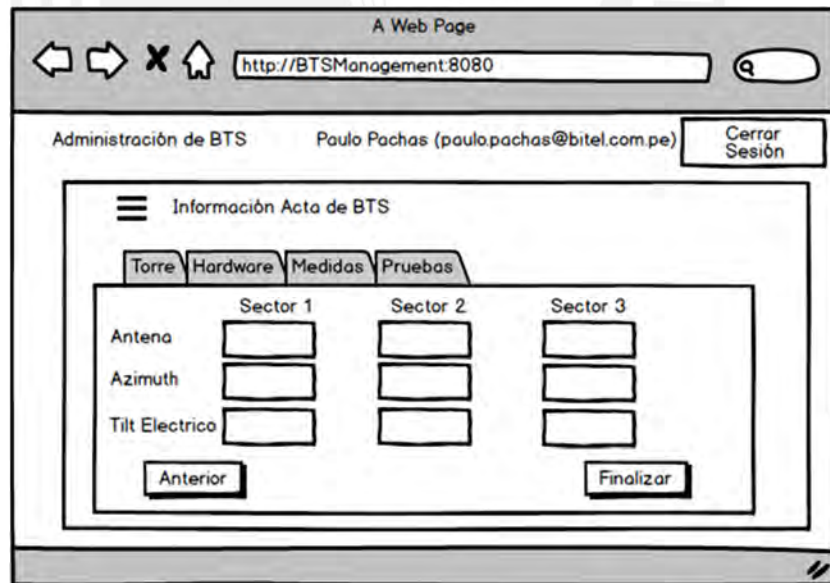 A Web Page
http://BTSManagement:8080
Administración de BTS Paulo Pachas (paulo.pachas@bitel.com.pe) Cerrar Sesión
Información Acta de BTS
Torre Hardware Medidas Pruebas
Sector 1 Sector 2 Sector 3
Antena
Azimuth
Tilt Electrico
Anterior Finalizar